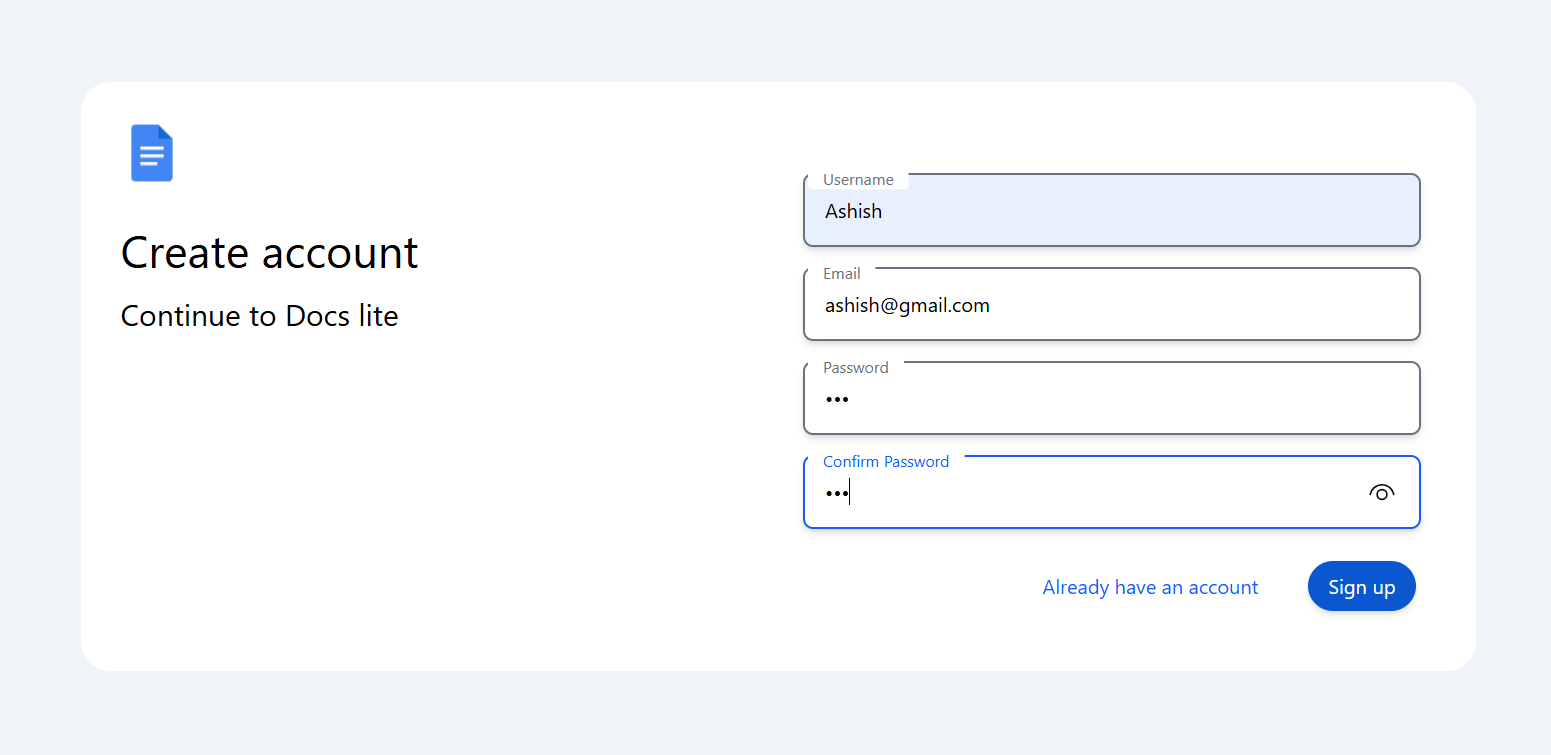 Create account
Continue to Docs lite
Username
Ashish
Email
ashish@gmail.com
Password
•••
Confirm Password
•••
Already have an account
Sign up